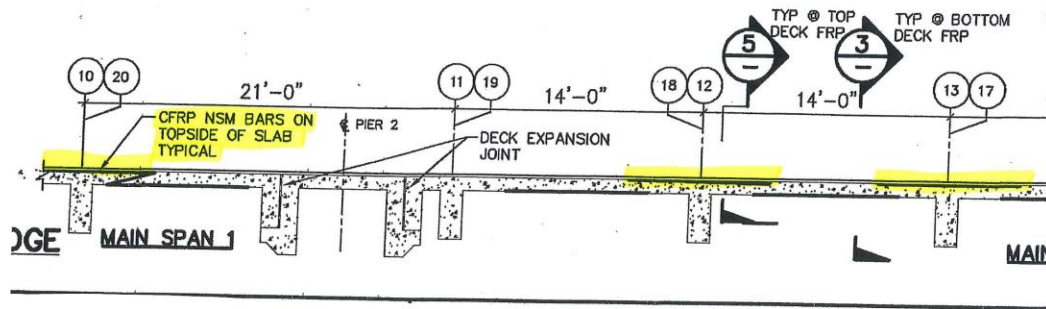 TYP @ TOP
DECK FRP
TYP @ BOTTOM
DECK FRP
5
–
3
–
10
20
21'-0"
11
19
14'-0"
18
12
14'-0"
13
17
CFRP NSM BARS ON
TOPSIDE OF SLAB
TYPICAL
℄ PIER 2
DECK EXPANSION
JOINT
DGE
MAIN SPAN 1
MAIN